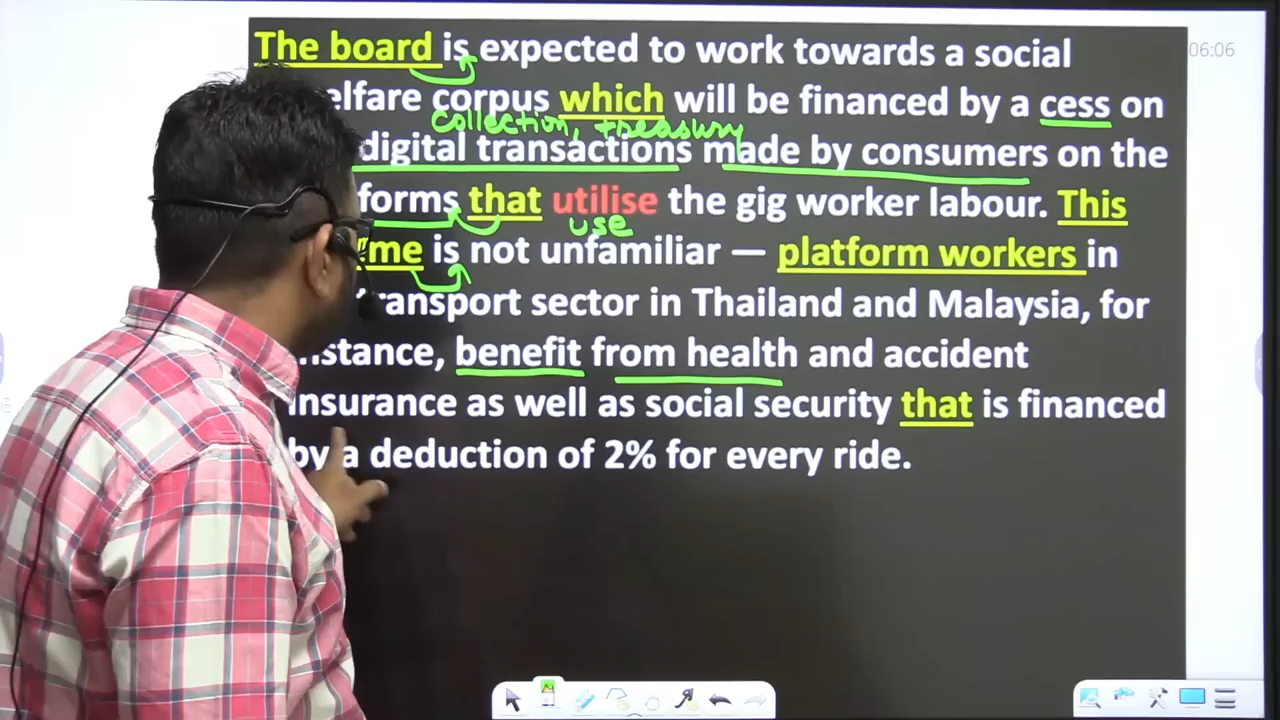 The board is expected to work towards a social
elfare corpus which will be financed by a cess on
collection, treasury
digital transactions made by consumers on the
forms that utilise the gig worker labour. This
use
me is not unfamiliar — platform workers in
transport sector in Thailand and Malaysia, for
nstance, benefit from health and accident
insurance as well as social security that is financed
by a deduction of 2% for every ride.
06:06